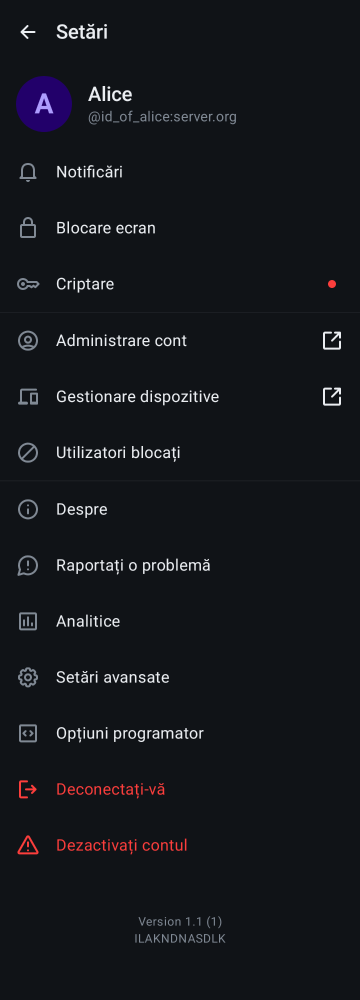 Setări
A
Alice
@id_of_alice:server.org
Notificări
Blocare ecran
Criptare
Administrare cont
Gestionare dispozitive
Utilizatori blocați
Despre
Raportați o problemă
Analitice
Setări avansate
Opțiuni programator
Deconectați-vă
Dezactivați contul
Version 1.1 (1)
ILAKNDNASDLK